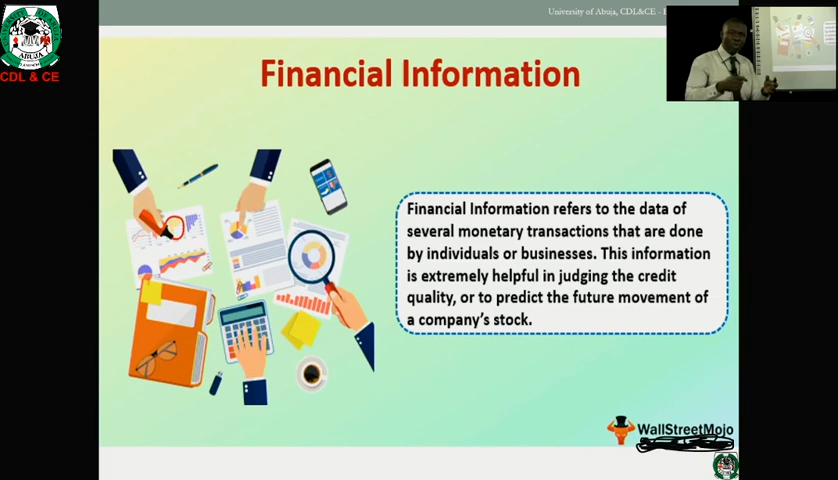 University of Abuja, CDL&CE -
ABUJA
CDL & CE
Financial Information
Financial Information refers to the data of
several monetary transactions that are done
by individuals or businesses. This information
is extremely helpful in judging the credit
quality, or to predict the future movement of
a company's stock.
WallStreetMojo